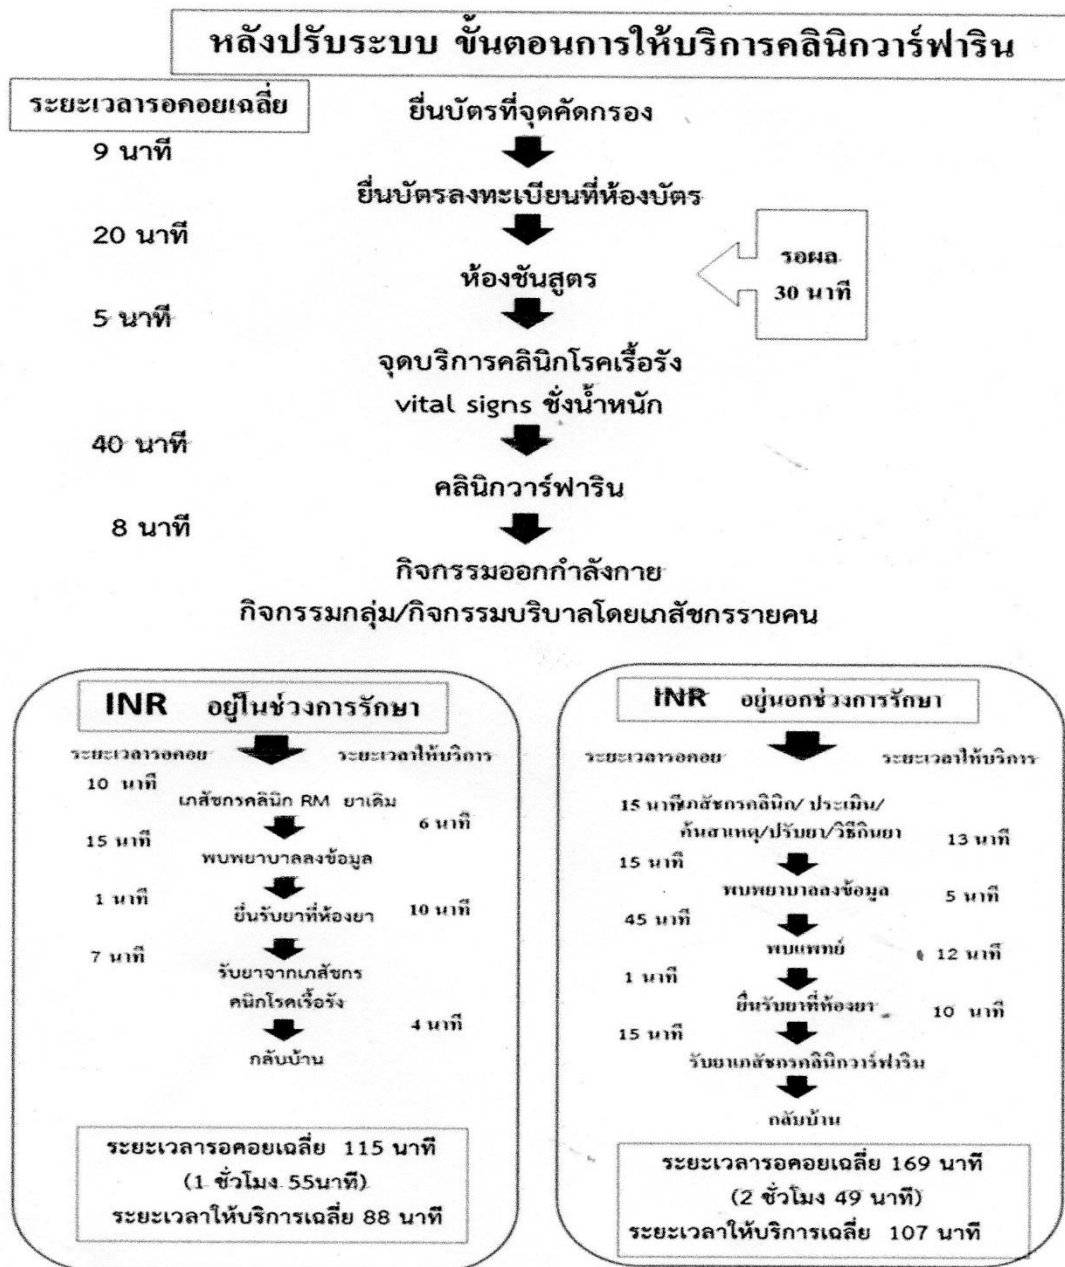 หลังปรับระบบ ขั้นตอนการให้บริการคลินิกวาร์ฟาริน
ระยะเวลารอคอยเฉลี่ย
ยื่นบัตรที่จุดคัดกรอง
9 นาที
ยื่นบัตรลงทะเบียนที่ห้องบัตร
20 นาที
ห้องชันสูตร
รอผล
30 นาที
5 นาที
จุดบริการคลินิกโรคเรื้อรัง
vital signs ชั่งน้ำหนัก
40 นาที
คลินิกวาร์ฟาริน
8 นาที
กิจกรรมออกกำลังกาย
กิจกรรมกลุ่ม/กิจกรรมบริบาลโดยเภสัชกรรายคน
INR อยู่ในช่วงการรักษา
ระยะเวลารอคอย
ระยะเวลาให้บริการ
10 นาที
เภสัชกรคลินิก RM ยาเดิม
6 นาที
15 นาที
พบพยาบาลลงข้อมูล
1 นาที
ยื่นรับยาที่ห้องยา
10 นาที
7 นาที
รับยาจากเภสัชกร
คนิกโรคเรื้อรัง
4 นาที
กลับบ้าน
ระยะเวลารอคอยเฉลี่ย 115 นาที
(1 ชั่วโมง 55นาที)
ระยะเวลาให้บริการเฉลี่ย 88 นาที
INR อยู่นอกช่วงการรักษา
ระยะเวลารอคอย
ระยะเวลาให้บริการ
15 นาที
เภสัชกรคลินิก/ ประเมิน/
ค้นสาเหตุ/ปรับยา/วิธีกินยา
13 นาที
15 นาที
พบพยาบาลลงข้อมูล
5 นาที
45 นาที
พบแพทย์
12 นาที
1 นาที
ยื่นรับยาที่ห้องยา
10 นาที
15 นาที
รับยาเภสัชกรคลินิกวาร์ฟาริน
กลับบ้าน
ระยะเวลารอคอยเฉลี่ย 169 นาที
(2 ชั่วโมง 49 นาที)
ระยะเวลาให้บริการเฉลี่ย 107 นาที